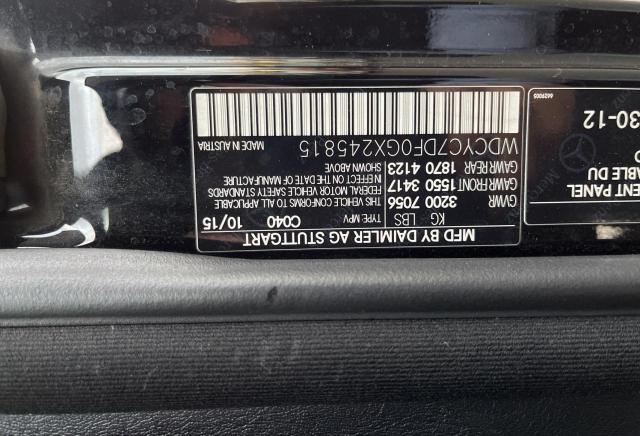 MFD BY DAIMLER AG STUTTGART
KG LBS TYPE: MPV C040 10/15
GVWR 3200 7056
GAWR FRONT 1550 3417
GAWR REAR 1870 4123
THIS VEHICLE CONFORMS TO ALL APPLICABLE
FEDERAL MOTOR VEHICLE SAFETY STANDARDS
IN EFFECT ON THE DATE OF MANUFACTURE
SHOWN ABOVE.
WDCYC7DF0GX245815 MADE IN AUSTRIA
ENT PANEL
ABLE DU
30-12
6429005